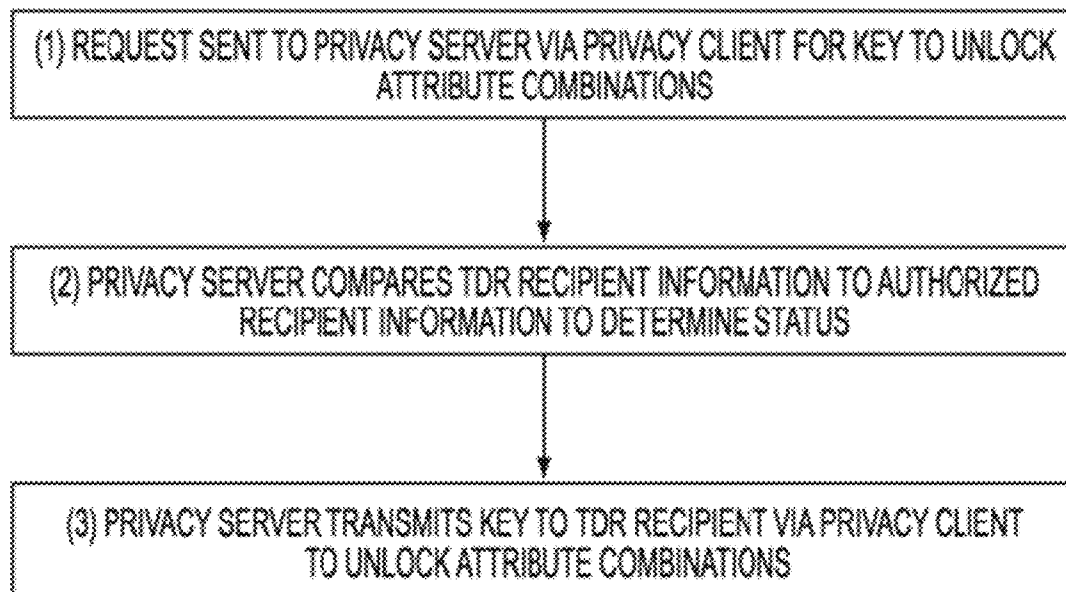 (1) REQUEST SENT TO PRIVACY SERVER VIA PRIVACY CLIENT FOR KEY TO UNLOCK
ATTRIBUTE COMBINATIONS
(2) PRIVACY SERVER COMPARES TDR RECIPIENT INFORMATION TO AUTHORIZED
RECIPIENT INFORMATION TO DETERMINE STATUS
(3) PRIVACY SERVER TRANSMITS KEY TO TDR RECIPIENT VIA PRIVACY CLIENT
TO UNLOCK ATTRIBUTE COMBINATIONS